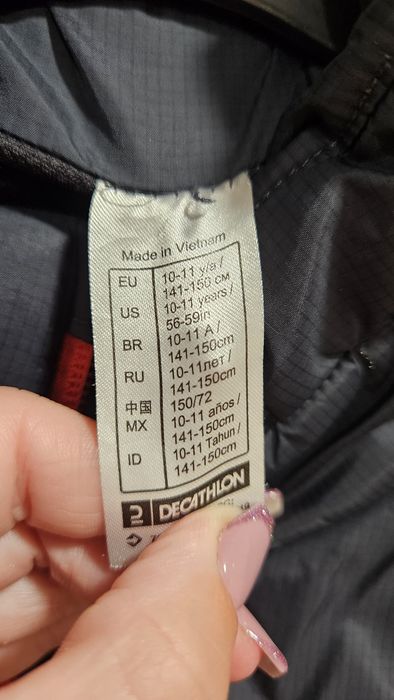 Made in Vietnam
EU 10-11 y/a /
141-150 см
US 10-11 years /
56-59in
BR 10-11 A /
141-150cm
RU 10-11лет /
141-150cm
中国 150/72
MX 10-11 años /
141-150cm
ID 10-11 Tahun /
141-150cm
DECATHLON